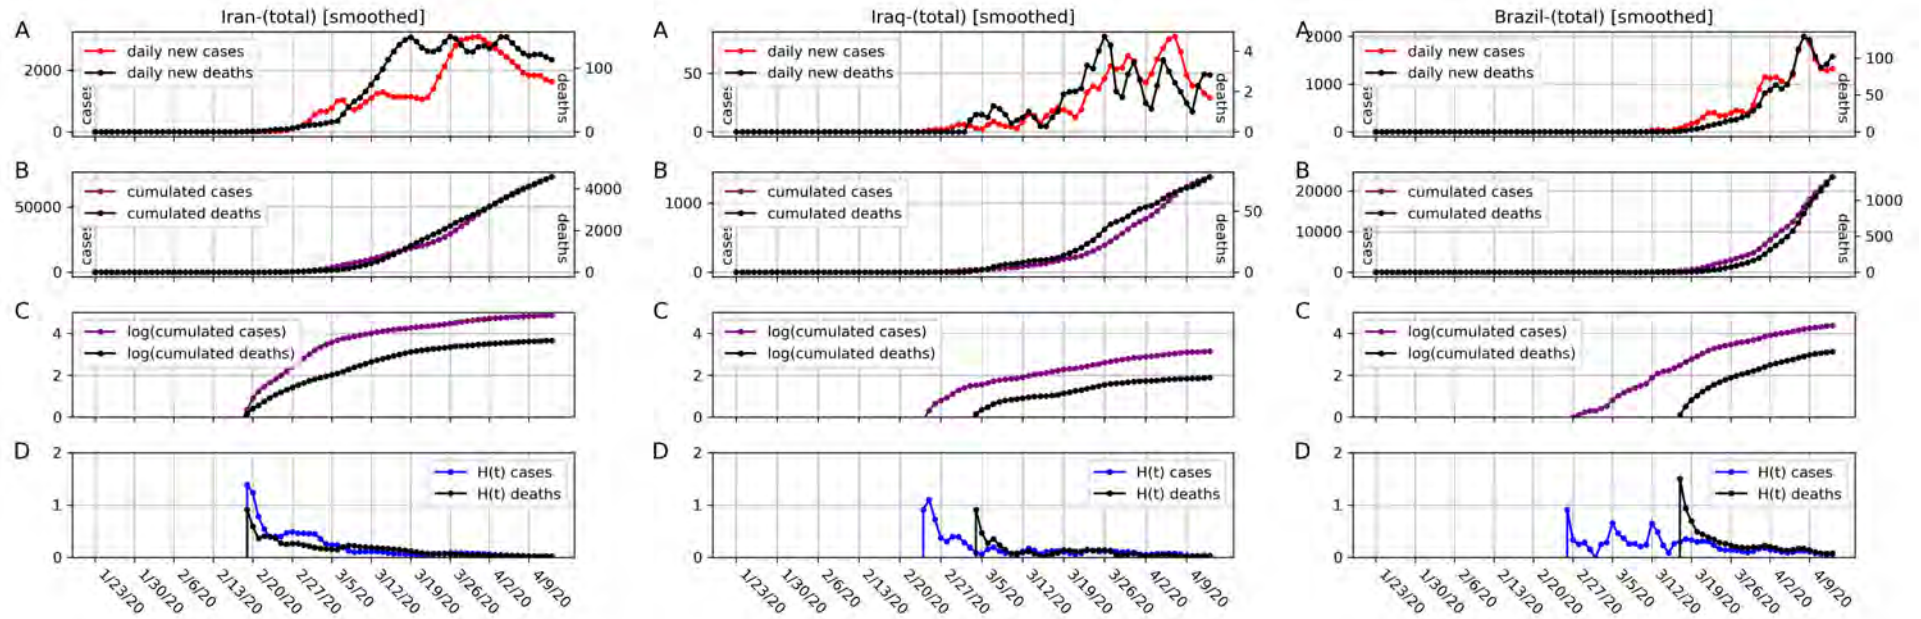 Iran-(total) [smoothed]
A
daily new cases
daily new deaths
2000
0
cases
100
0
deaths
B
cumulated cases
cumulated deaths
50000
0
cases
4000
2000
0
deaths
C
log(cumulated cases)
log(cumulated deaths)
4
2
0
D
H(t) cases
H(t) deaths
2
1
0
1/23/20
1/30/20
2/6/20
2/13/20
2/20/20
2/27/20
3/5/20
3/12/20
3/19/20
3/26/20
4/2/20
4/9/20
Iraq-(total) [smoothed]
A
daily new cases
daily new deaths
50
0
cases
4
2
0
deaths
B
cumulated cases
cumulated deaths
1000
0
cases
50
0
deaths
C
log(cumulated cases)
log(cumulated deaths)
4
2
0
D
H(t) cases
H(t) deaths
2
1
0
1/23/20
1/30/20
2/6/20
2/13/20
2/20/20
2/27/20
3/5/20
3/12/20
3/19/20
3/26/20
4/2/20
4/9/20
Brazil-(total) [smoothed]
A
daily new cases
daily new deaths
2000
1000
0
cases
100
50
0
deaths
B
cumulated cases
cumulated deaths
20000
10000
0
cases
1000
500
0
deaths
C
log(cumulated cases)
log(cumulated deaths)
4
2
0
D
H(t) cases
H(t) deaths
2
1
0
1/23/20
1/30/20
2/6/20
2/13/20
2/20/20
2/27/20
3/5/20
3/12/20
3/19/20
3/26/20
4/2/20
4/9/20